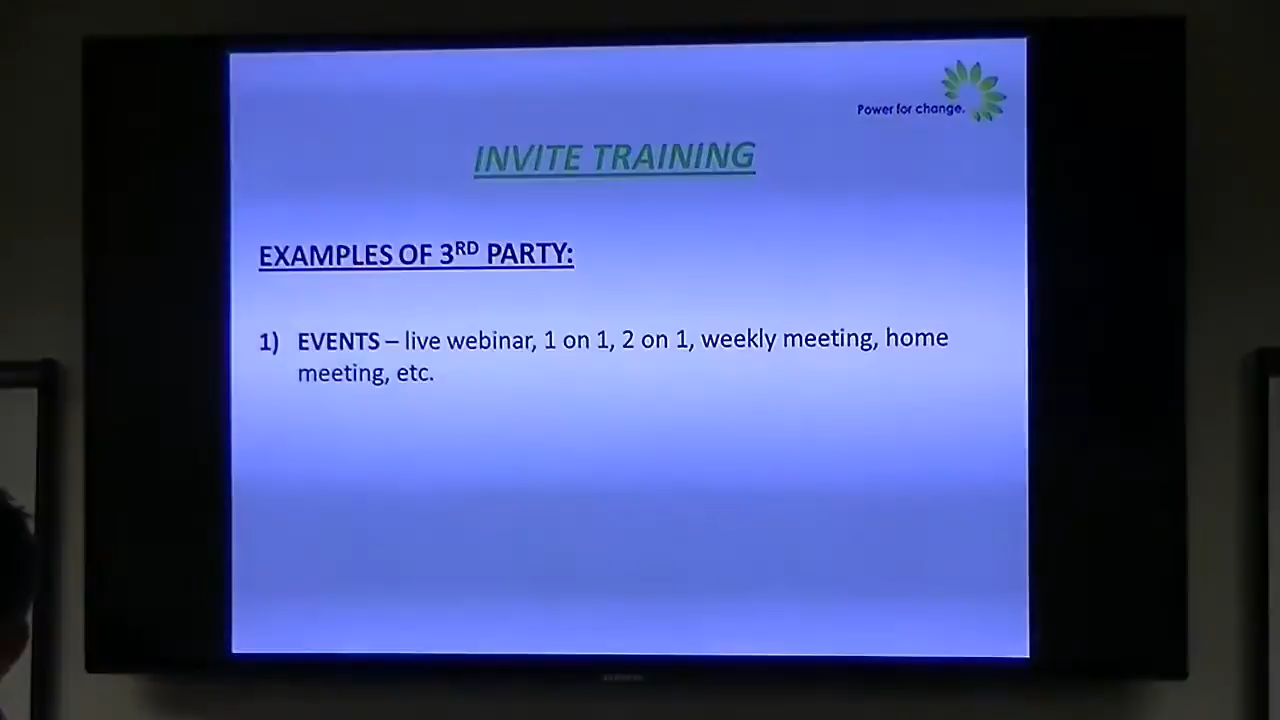 Power for change.
INVITE TRAINING
EXAMPLES OF 3RD PARTY:
1) EVENTS – live webinar, 1 on 1, 2 on 1, weekly meeting, home
meeting, etc.